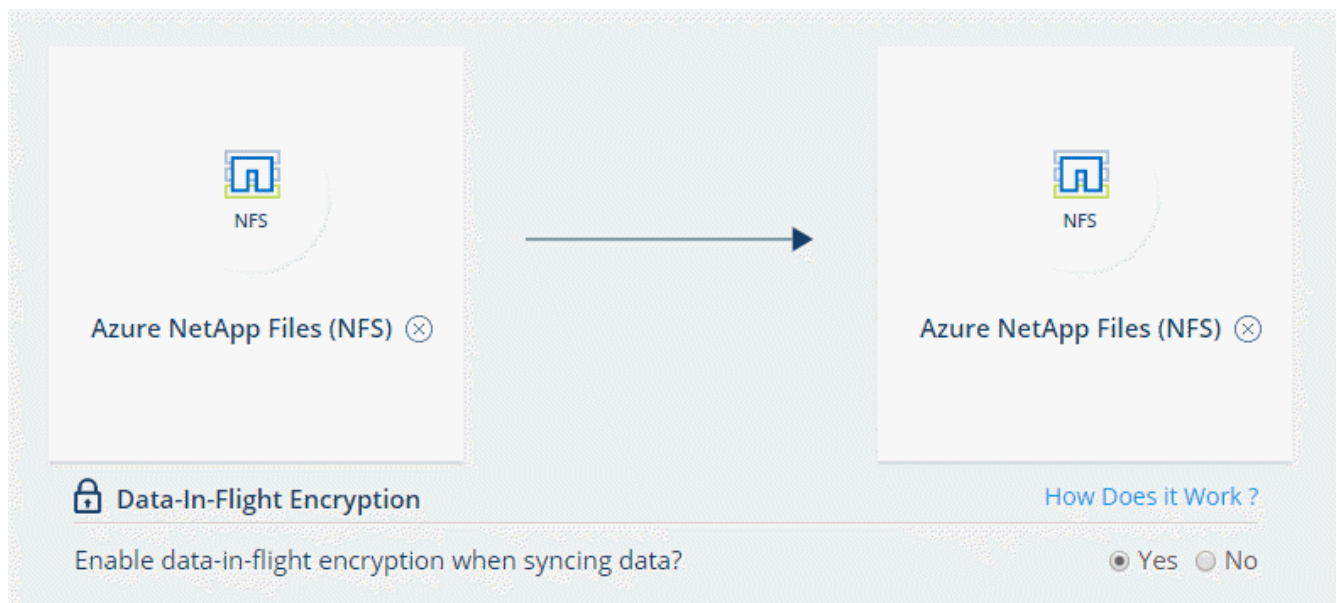 NFS
NFS
Azure NetApp Files (NFS)
Azure NetApp Files (NFS)
Data-In-Flight Encryption
How Does it Work ?
Enable data-in-flight encryption when syncing data?
Yes No